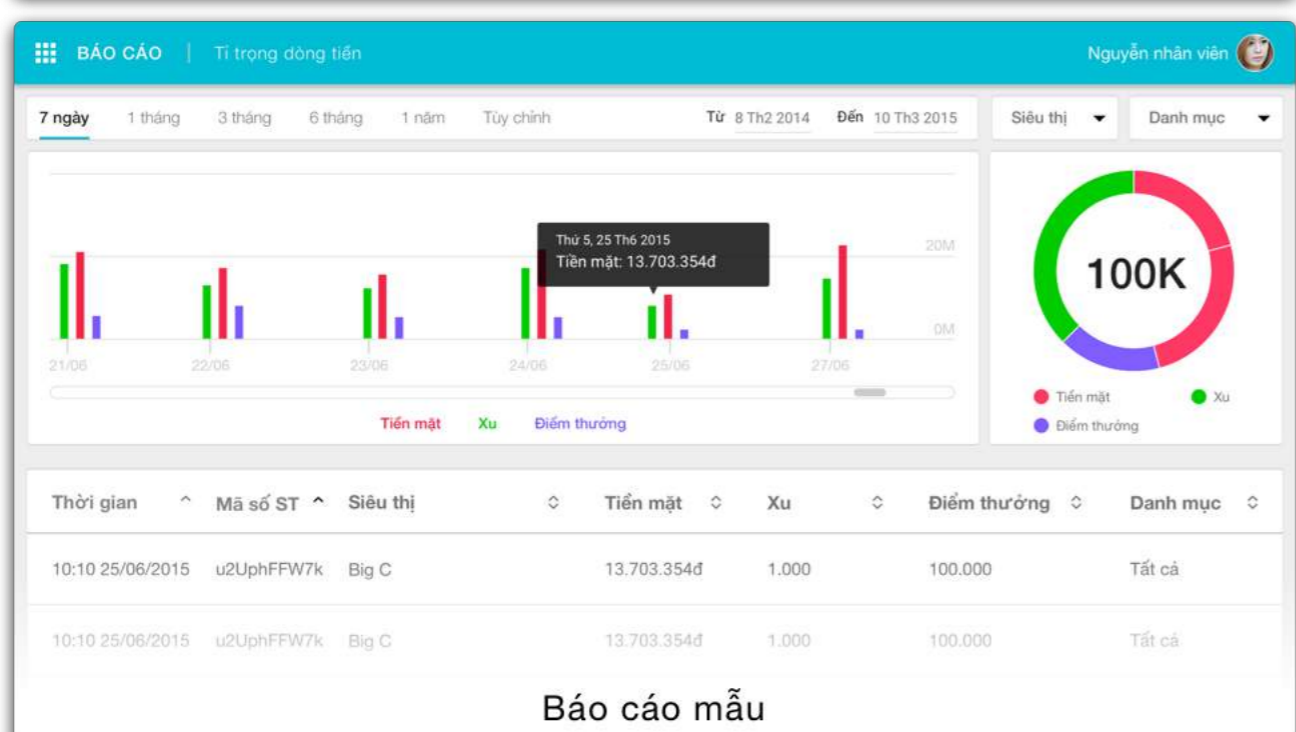 BÁO CÁO | Tỉ trọng dòng tiền Nguyễn nhân viên
7 ngày 1 tháng 3 tháng 6 tháng 1 năm Tùy chỉnh Từ 8 Th2 2014 Đến 10 Th3 2015 Siêu thị Danh mục
Thứ 5, 25 Th6 2015
Tiền mặt: 13.703.354đ
20M
0M
21/06 22/06 23/06 24/06 25/06 27/06
Tiền mặt Xu Điểm thưởng
100K
Tiền mặt Xu
Điểm thưởng
Thời gian Mã số ST Siêu thị Tiền mặt Xu Điểm thưởng Danh mục
10:10 25/06/2015 u2UphFFW7k Big C 13.703.354đ 1.000 100.000 Tất cả
10:10 25/06/2015 u2UphFFW7k Big C 13.703.354đ 1.000 100.000 Tất cả
Báo cáo mẫu